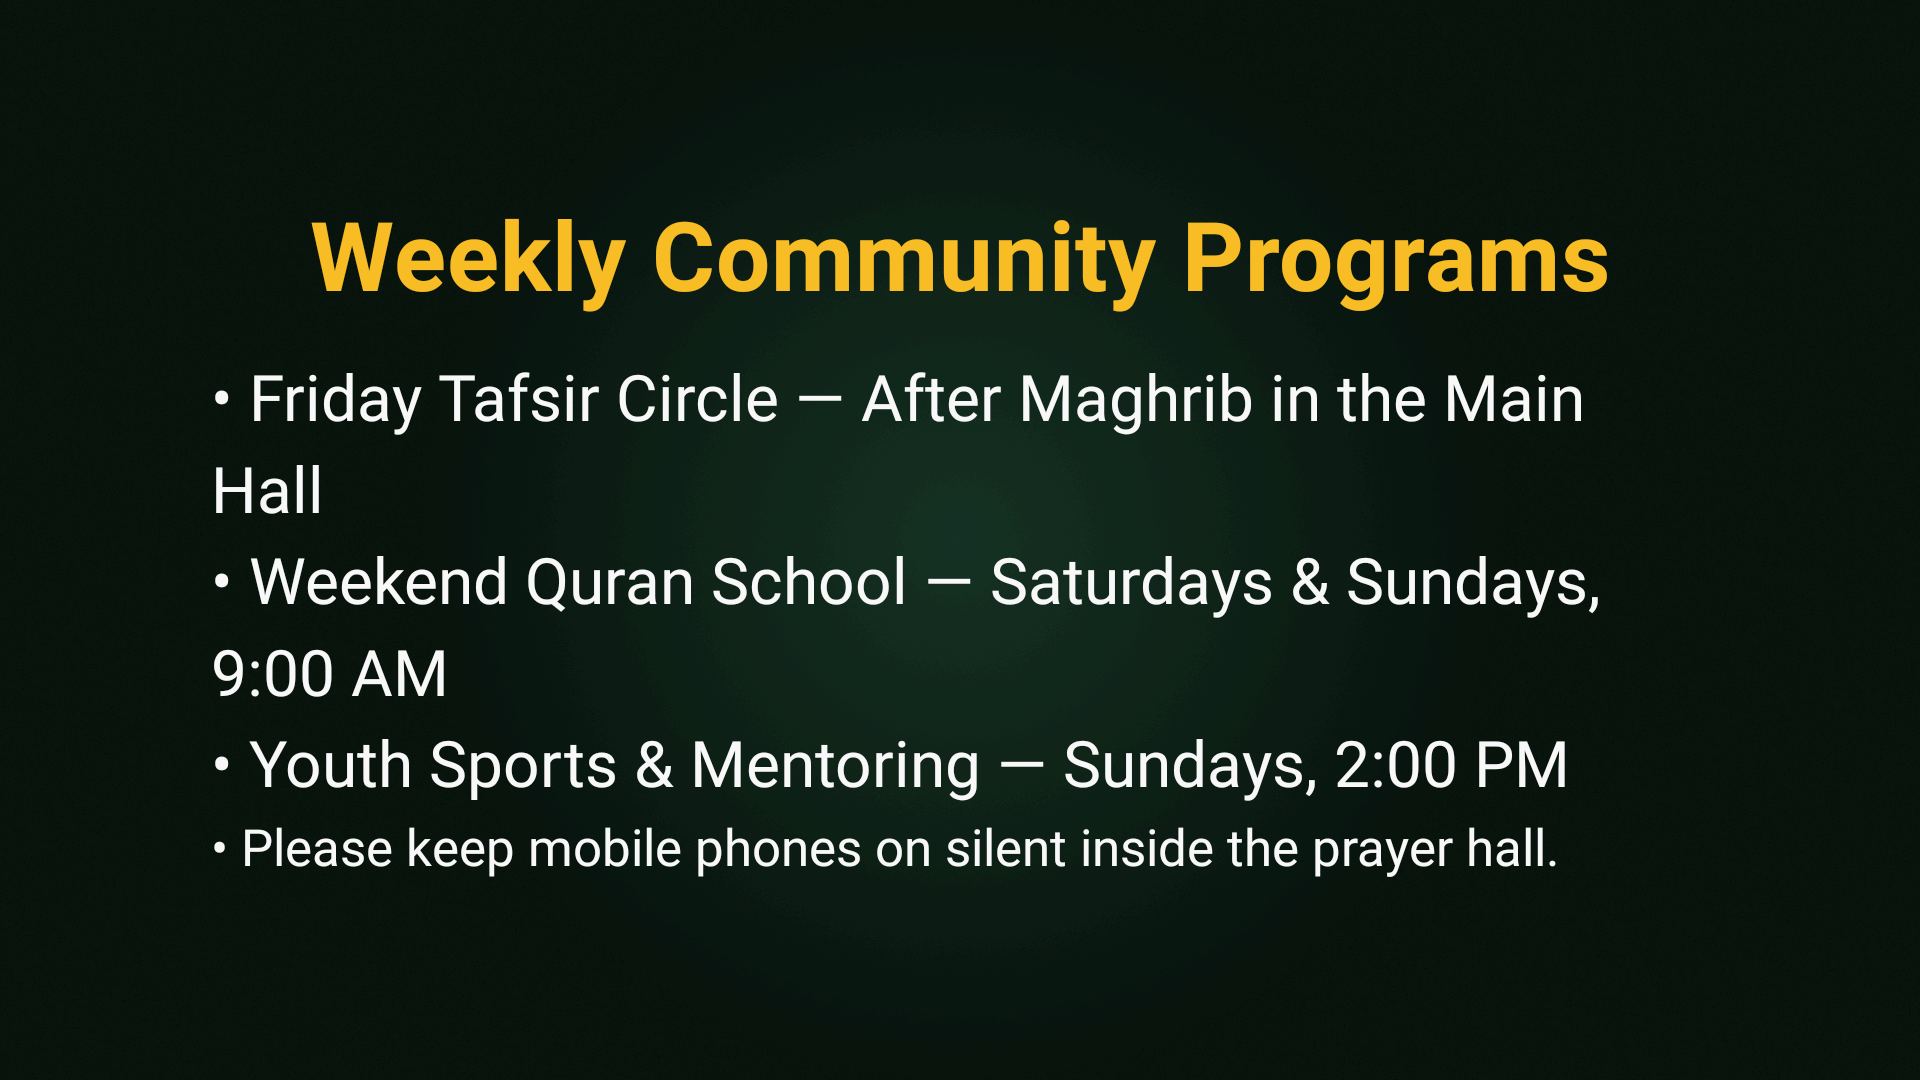 Weekly Community Programs
• Friday Tafsir Circle — After Maghrib in the Main
Hall
• Weekend Quran School — Saturdays & Sundays,
9:00 AM
• Youth Sports & Mentoring — Sundays, 2:00 PM
• Please keep mobile phones on silent inside the prayer hall.